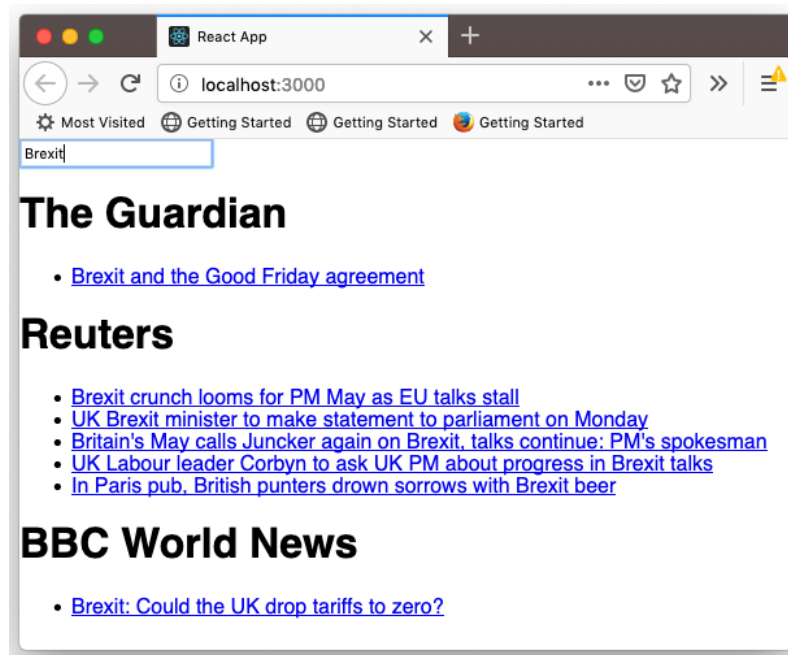 React App
localhost:3000
Most Visited Getting Started Getting Started Getting Started
Brexit
The Guardian
• Brexit and the Good Friday agreement
Reuters
• Brexit crunch looms for PM May as EU talks stall
• UK Brexit minister to make statement to parliament on Monday
• Britain's May calls Juncker again on Brexit, talks continue: PM's spokesman
• UK Labour leader Corbyn to ask UK PM about progress in Brexit talks
• In Paris pub, British punters drown sorrows with Brexit beer
BBC World News
• Brexit: Could the UK drop tariffs to zero?